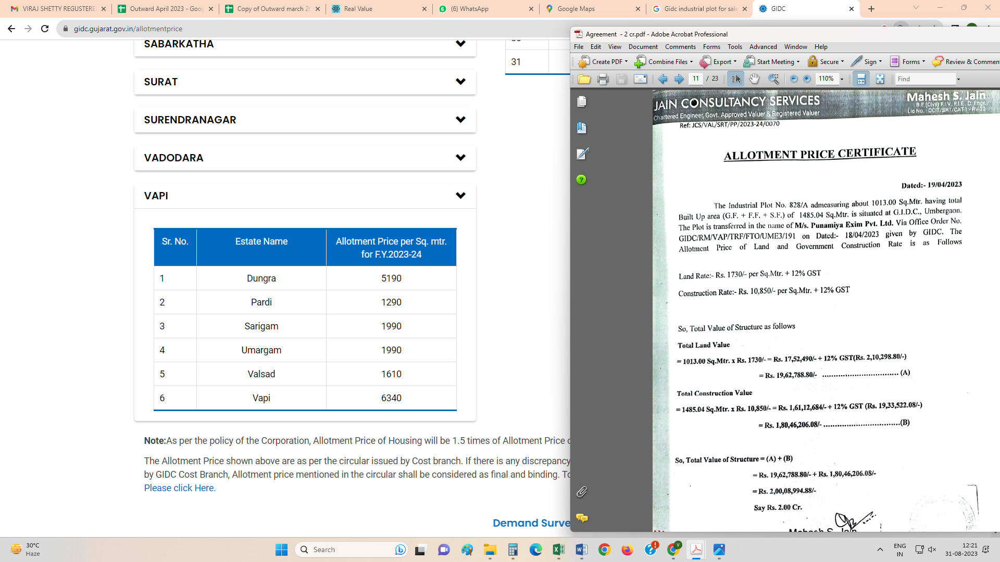 VIRAJ SHETTY REGUSTERE
Outward April 2023 - Goog
Copy of Outward march 20
Real Value
(6) WhatsApp
Google Maps
Gidc industrial plot for sale
GIDC
gidc.gujarat.gov.in/allotmentprice
SABARKATHA
SURAT
SURENDRANAGAR
VADODARA
VAPI
Sr. No. Estate Name Allotment Price per Sq. mtr. for F.Y.2023-24
1 Dungra 5190
2 Pardi 1290
3 Sarigam 1990
4 Umargam 1990
5 Valsad 1610
6 Vapi 6340
Note:As per the policy of the Corporation, Allotment Price of Housing will be 1.5 times of Allotment Price
The Allotment Price shown above are as per the circular issued by Cost branch. If there is any discrepancy
by GIDC Cost Branch, Allotment price mentioned in the circular shall be considered as final and binding. To
Please click Here.
Demand Surve
31
Agreement - 2 cr.pdf - Adobe Acrobat Professional
File Edit View Document Comments Forms Tools Advanced Window Help
Create PDF Combine Files Export Start Meeting Secure Sign Forms Review & Commen
11 / 23 110% Find
JAIN CONSULTANCY SERVICES
Chartered Engineer, Govt. Approved Valuer & Registered Valuer
Mahesh S. Jain
B.E (Civil) F.I.V., F.I.E., C. Engr.
Lic No. : CCIT/SRT/CAT-1 - RV-32
Ref: JCS/VAL/SRT/PP/2023-24/0070
ALLOTMENT PRICE CERTIFICATE
Dated:- 19/04/2023
The Industrial Plot No. 828/A admeasuring about 1013.00 Sq.Mtr. having total
Built Up area (G.F. + F.F. + S.F.) of 1485.04 Sq.Mtr. is situated at G.I.D.C., Umbergaon.
The Plot is transferred in the name of M/s. Punamiya Exim Pvt. Ltd. Via Office Order No.
GIDC/RM/VAP/TRF/FTO/UME3/191 on Dated:- 18/04/2023 given by GIDC. The
Allotment Price of Land and Government Construction Rate is as Follows
Land Rate:- Rs. 1730/- per Sq.Mtr. + 12% GST
Construction Rate:- Rs. 10,850/- per Sq.Mtr. + 12% GST
So, Total Value of Structure as follows
Total Land Value
= 1013.00 Sq.Mtr. x Rs. 1730/- = Rs. 17,52,490/- + 12% GST(Rs. 2,10,298.80/-)
= Rs. 19,62,788.80/- ................................. (A)
Total Construction Value
= 1485.04 Sq.Mtr. x Rs. 10,850/- = Rs. 1,61,12,684/- + 12% GST (Rs. 19,33,522.08/-)
= Rs. 1,80,46,206.08/- .................................(B)
So, Total Value of Structure = (A) + (B)
= Rs. 19,62,788.80/- + Rs. 1,80,46,206.08/-
= Rs. 2,00,08,994.88/-
Say Rs. 2.00 Cr.
Mahesh S. Jain
30°C
Haze
Search
ENG
IN
12:21
31-08-2023